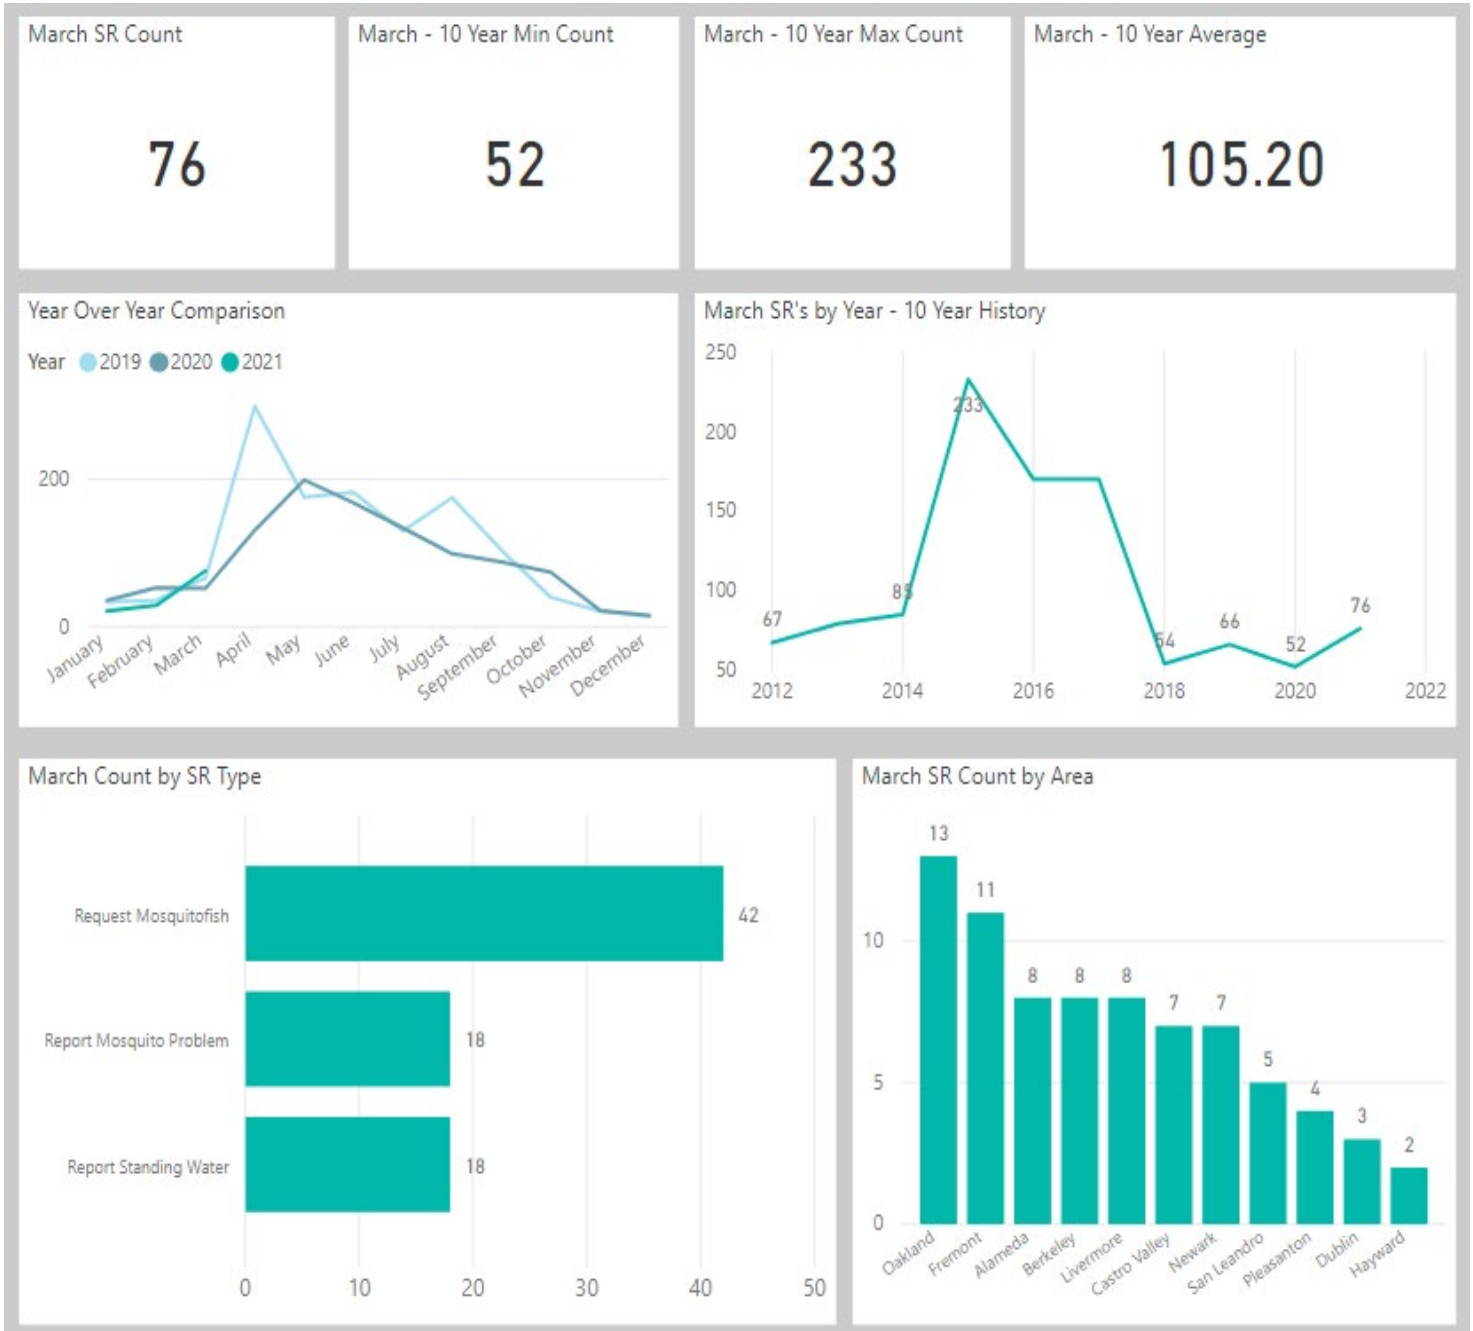 March SR Count
76
March - 10 Year Min Count
52
March - 10 Year Max Count
233
March - 10 Year Average
105.20
Year Over Year Comparison
Year 2019 2020 2021
200
0
January February March April May June July August September October November December
March SR's by Year - 10 Year History
250
200
150
100
50
67 85 233 54 66 52 76
2012 2014 2016 2018 2020 2022
March Count by SR Type
Request Mosquitofish 42
Report Mosquito Problem 18
Report Standing Water 18
0 10 20 30 40 50
March SR Count by Area
10
5
0
13 11 8 8 8 7 7 5 4 3 2
Oakland Fremont Alameda Berkeley Livermore Castro Valley Newark San Leandro Pleasanton Dublin Hayward